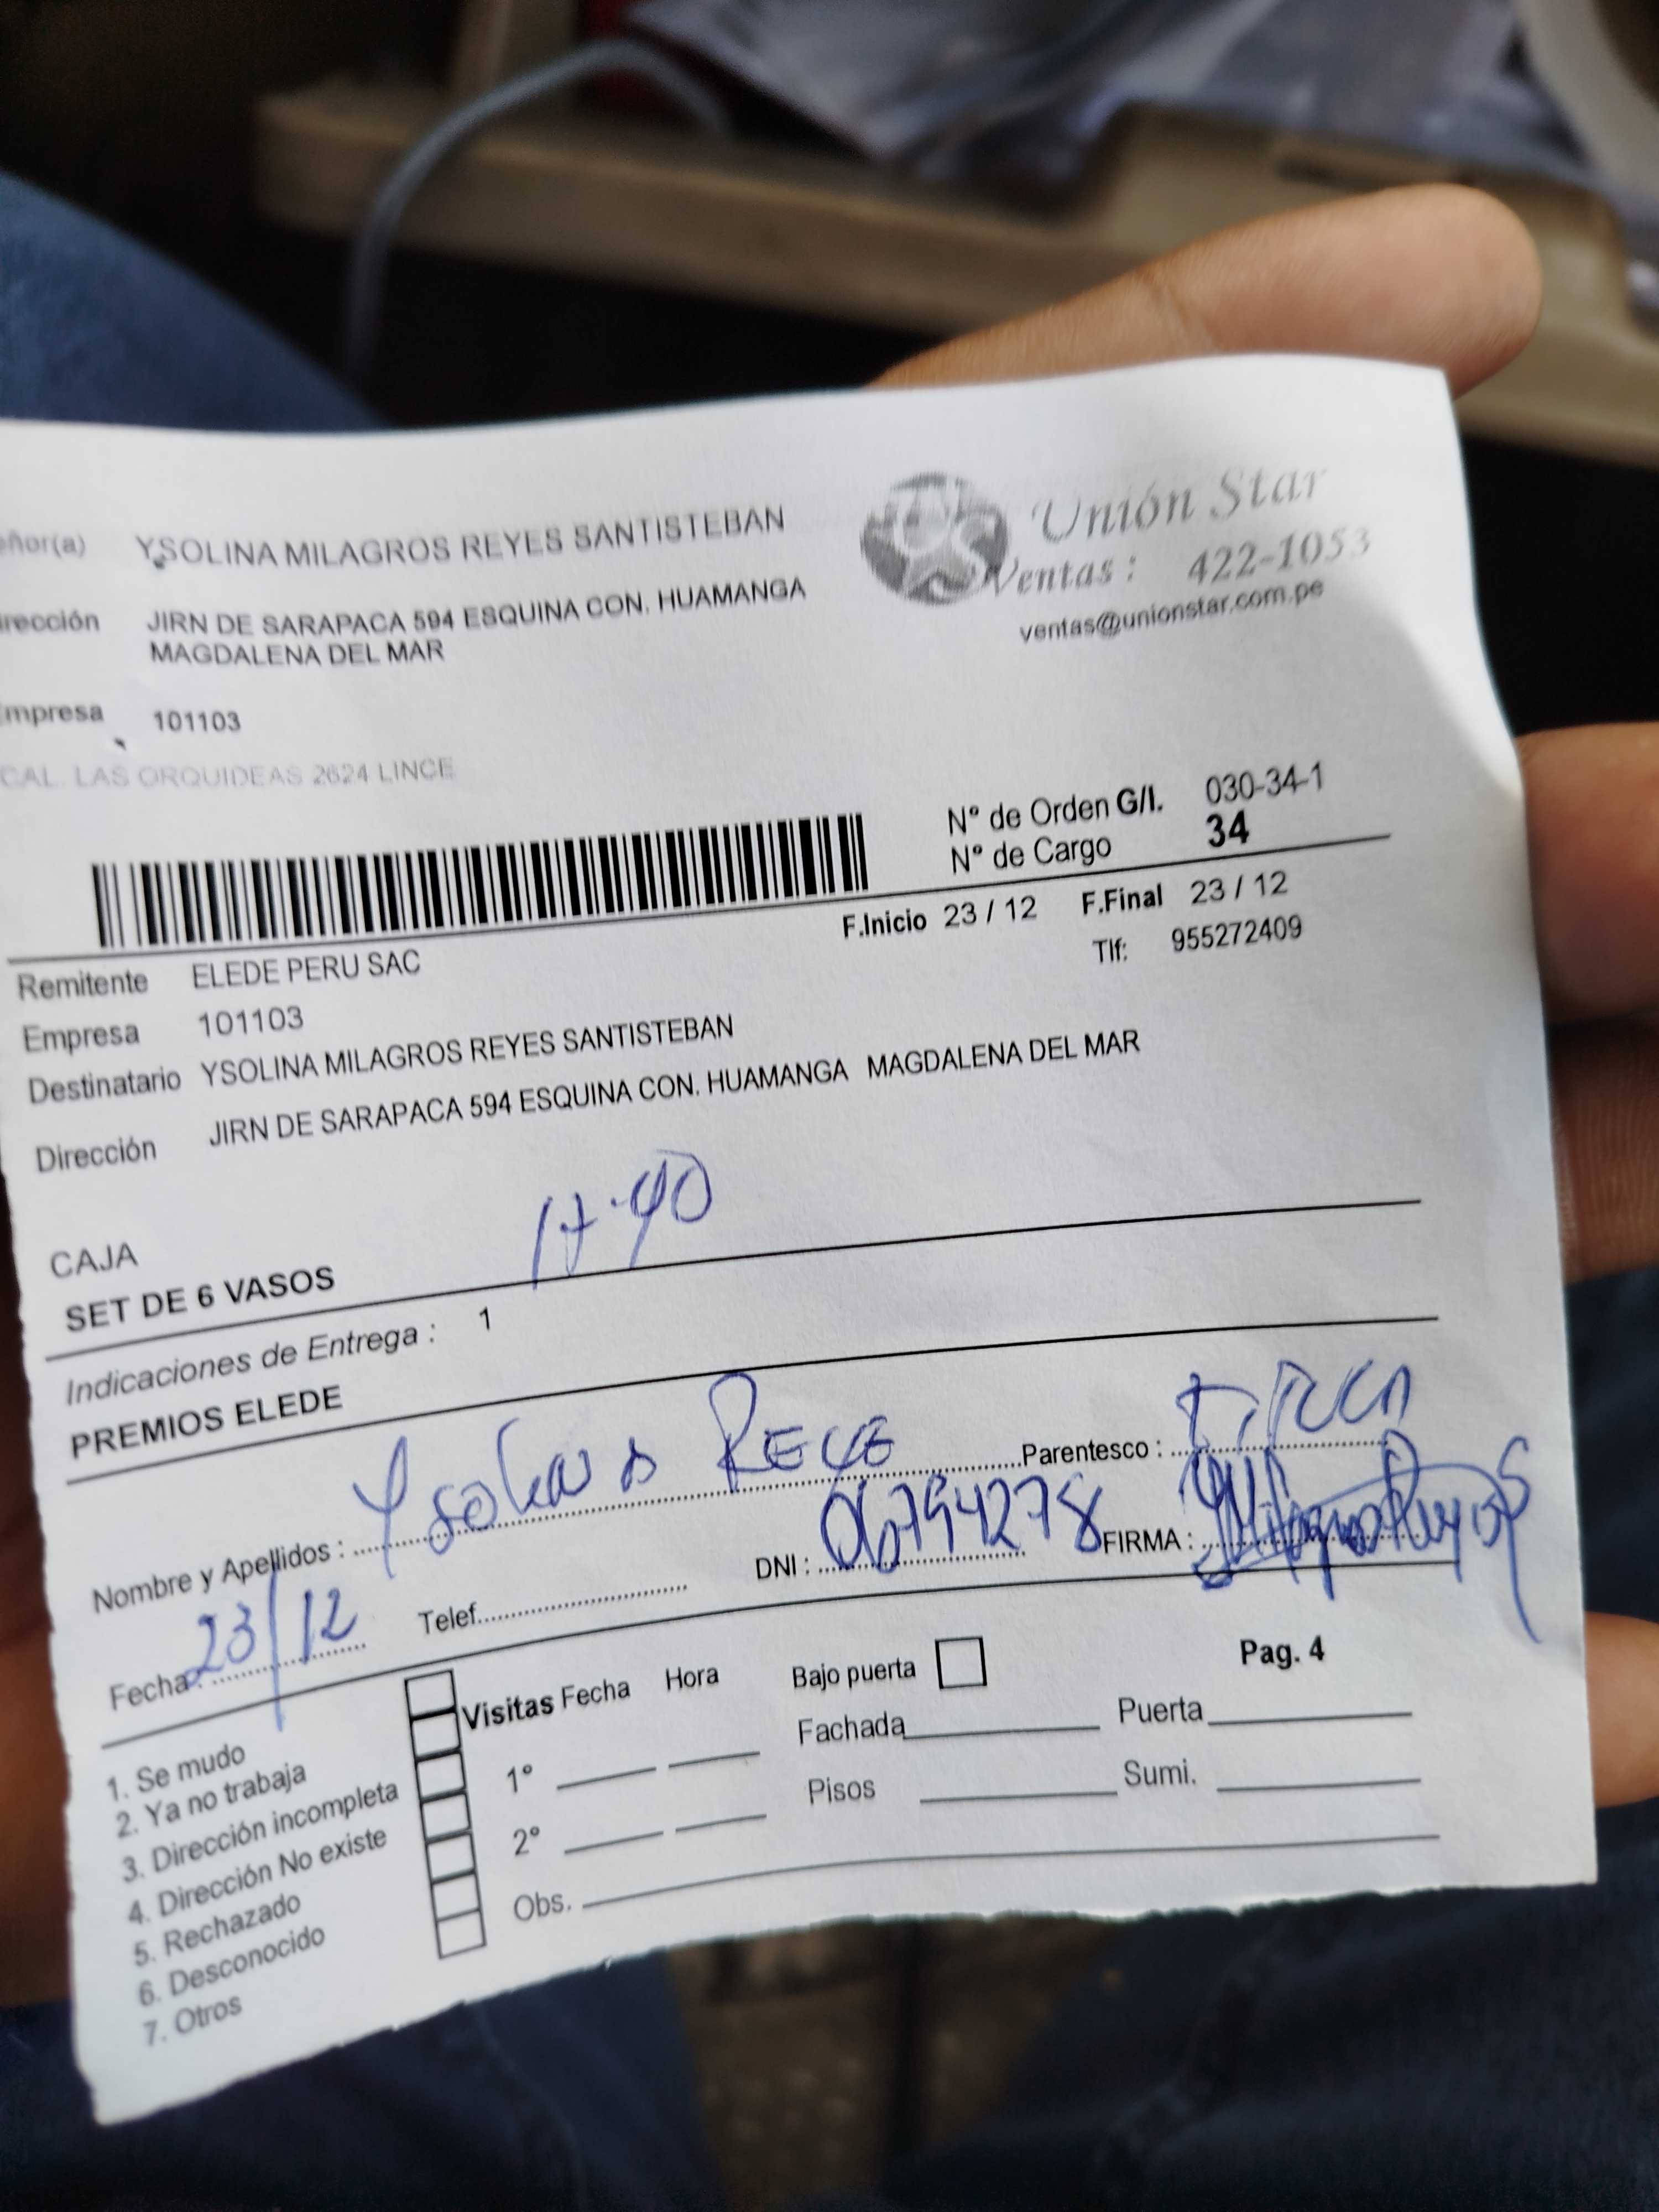 eñor(a) YSOLINA MILAGROS REYES SANTISTEBAN
Unión Star
Ventas : 422-1053
ventas@unionstar.com.pe
irección JIRN DE SARAPACA 594 ESQUINA CON. HUAMANGA
MAGDALENA DEL MAR
Empresa 101103
CAL. LAS ORQUIDEAS 2624 LINCE
N° de Orden G/I. 030-34-1
N° de Cargo 34
F.Inicio 23 / 12 F.Final 23 / 12
Tlf: 955272409
Remitente ELEDE PERU SAC
Empresa 101103
Destinatario YSOLINA MILAGROS REYES SANTISTEBAN
Dirección JIRN DE SARAPACA 594 ESQUINA CON. HUAMANGA MAGDALENA DEL MAR
17.40
CAJA
SET DE 6 VASOS
Indicaciones de Entrega : 1
PREMIOS ELEDE
Nombre y Apellidos : Parentesco :
DNI : 06794278 FIRMA :
Fecha : 23/12 Telef.
1. Se mudo
2. Ya no trabaja
3. Dirección incompleta
4. Dirección No existe
5. Rechazado
6. Desconocido
7. Otros
Visitas Fecha Hora
1°
2°
Obs.
Bajo puerta
Fachada
Pisos
Pag. 4
Puerta
Sumi.